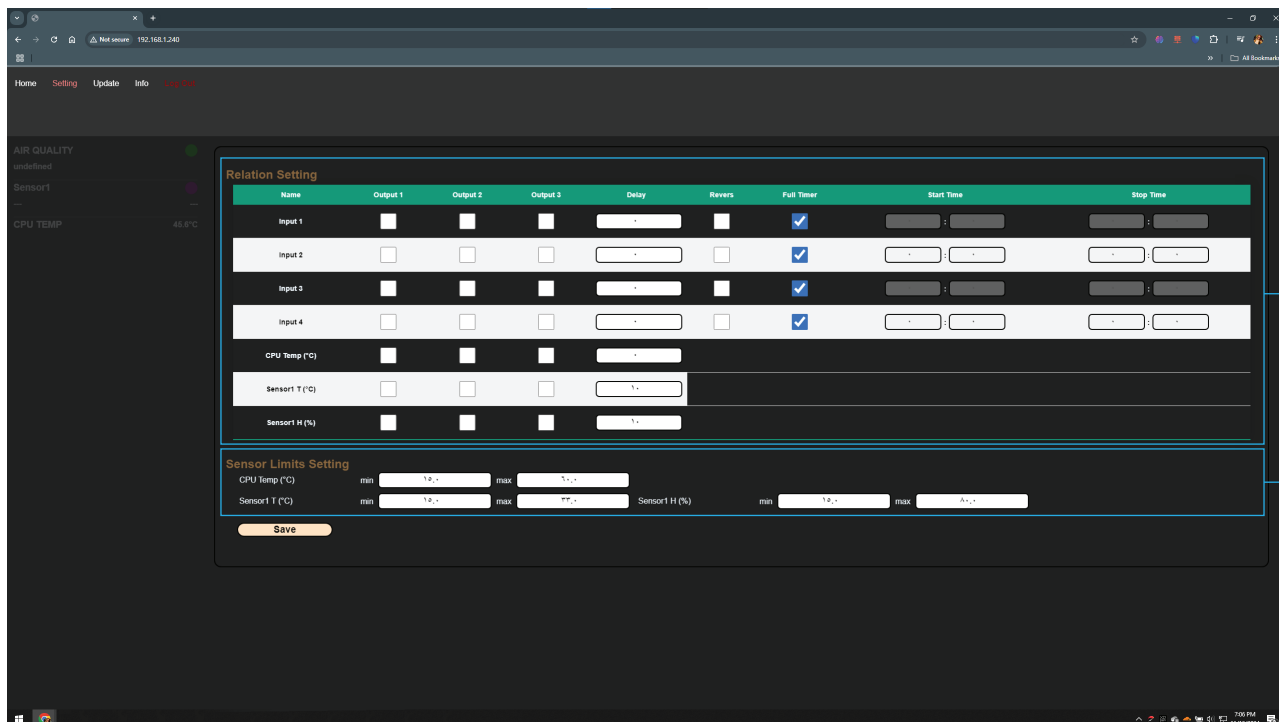 Not secure 192.168.1.240
All Bookmarks
Home Setting Update Info
AIR QUALITY
undefined
Sensor1
CPU TEMP 45.6°C
Relation Setting
Name Output 1 Output 2 Output 3 Delay Revers Full Timer Start Time Stop Time
Input 1 ٠ : :
Input 2 ٠ ٠ : ٠ ٠ : ٠
Input 3 ٠ : :
Input 4 ٠ ٠ : ٠ ٠ : ٠
CPU Temp (°C) ٠
Sensor1 T (°C) ١٠
Sensor1 H (%) ١٠
Sensor Limits Setting
CPU Temp (°C) min ١٥٫٠ max ٦٠٫٠
Sensor1 T (°C) min ١٥٫٠ max ٣٣٫٠ Sensor1 H (%) min ١٥٫٠ max ٨٠٫٠
Save
7:06 PM